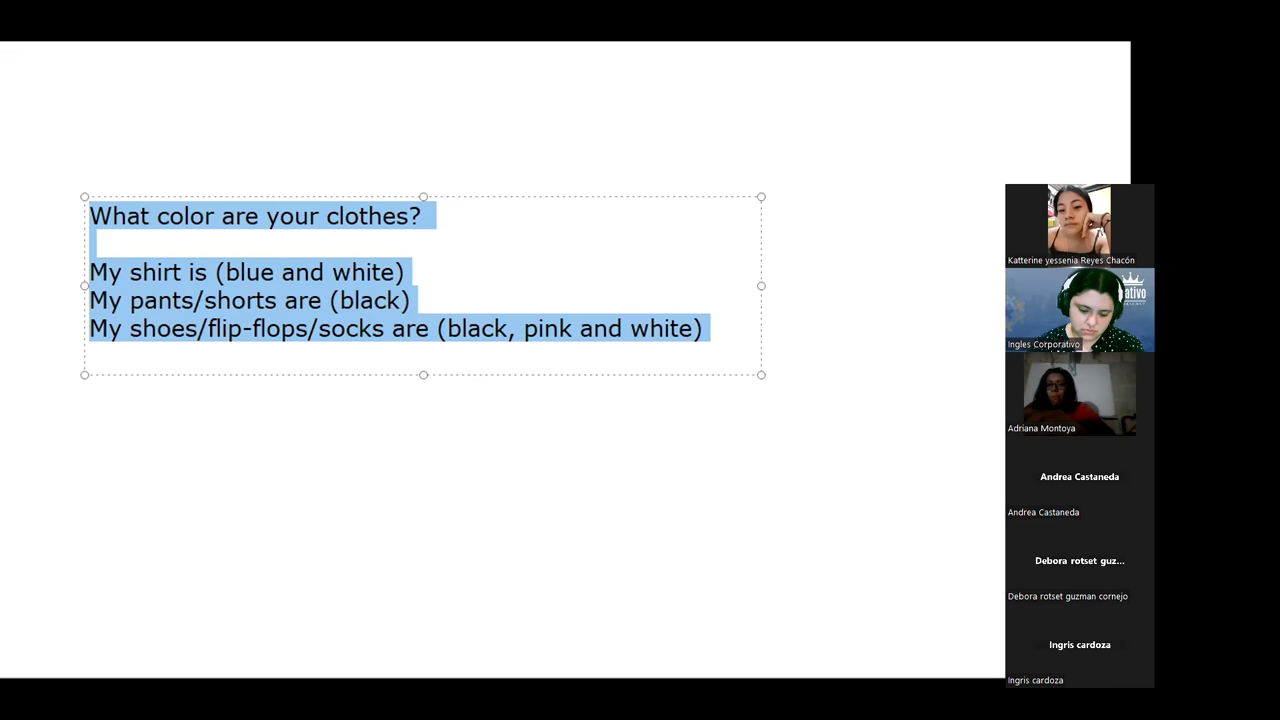 What color are your clothes?
My shirt is (blue and white)
My pants/shorts are (black)
My shoes/flip-flops/socks are (black, pink and white)
Katterine yessenia Reyes Chacón
ativo
Ingles Corporativo
Adriana Montoya
Andrea Castaneda
Andrea Castaneda
Debora rotset guz...
Debora rotset guzman cornejo
Ingris cardoza
Ingris cardoza